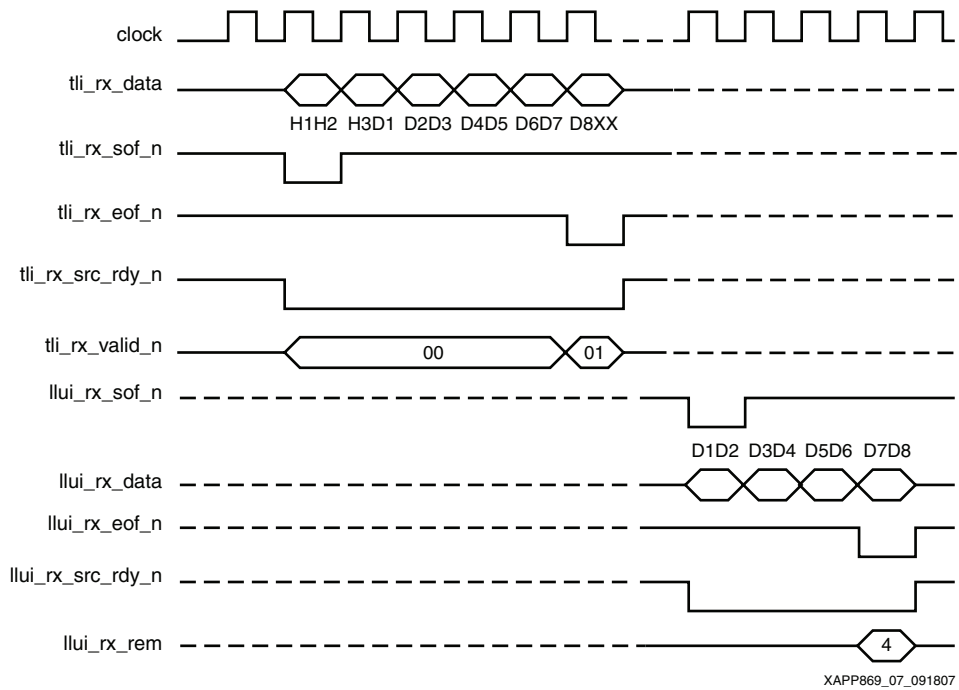 clock
tli_rx_data
H1H2 H3D1 D2D3 D4D5 D6D7 D8XX
tli_rx_sof_n
tli_rx_eof_n
tli_rx_src_rdy_n
tli_rx_valid_n 00 01
llui_rx_sof_n
D1D2 D3D4 D5D6 D7D8
llui_rx_data
llui_rx_eof_n
llui_rx_src_rdy_n
llui_rx_rem 4
XAPP869_07_091807